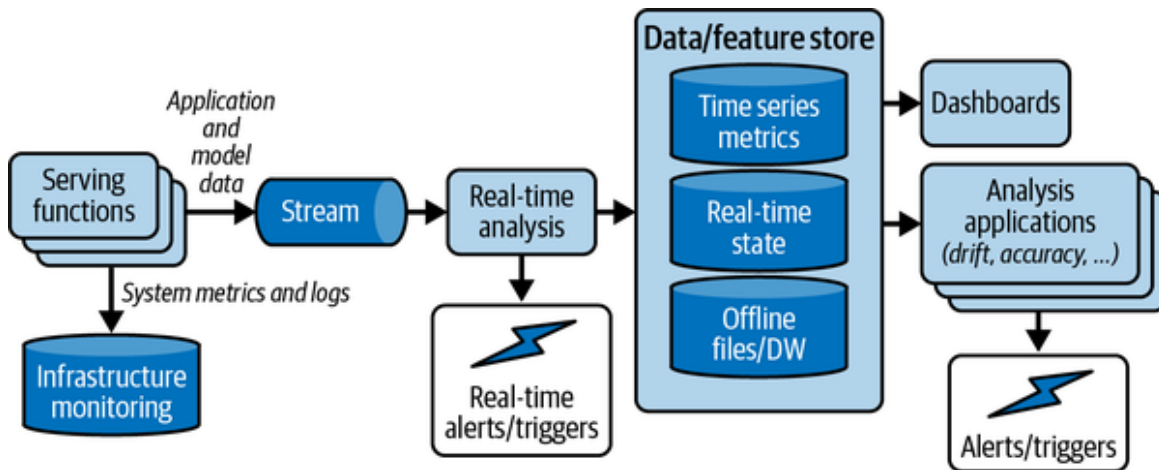 Application
and
model
data
Serving
functions
Stream
Real-time
analysis
System metrics and logs
Infrastructure
monitoring
Real-time
alerts/triggers
Data/feature store
Time series
metrics
Real-time
state
Offline
files/DW
Dashboards
Analysis
applications
(drift, accuracy, ...)
Alerts/triggers